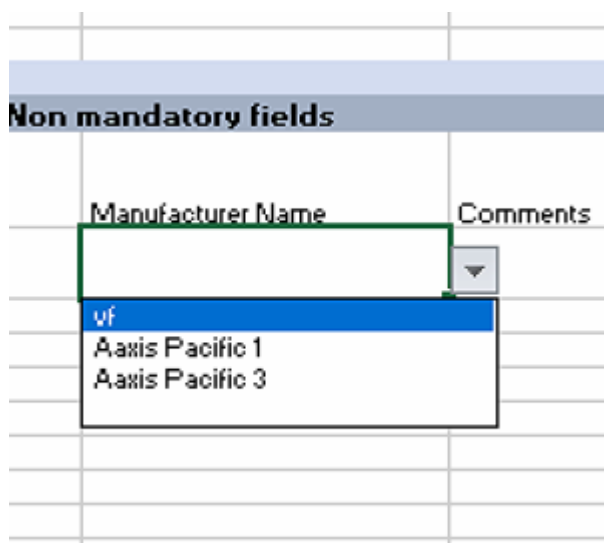 Non mandatory fields
Manufacturer Name Comments
vf
Aaxis Pacific 1
Aaxis Pacific 3